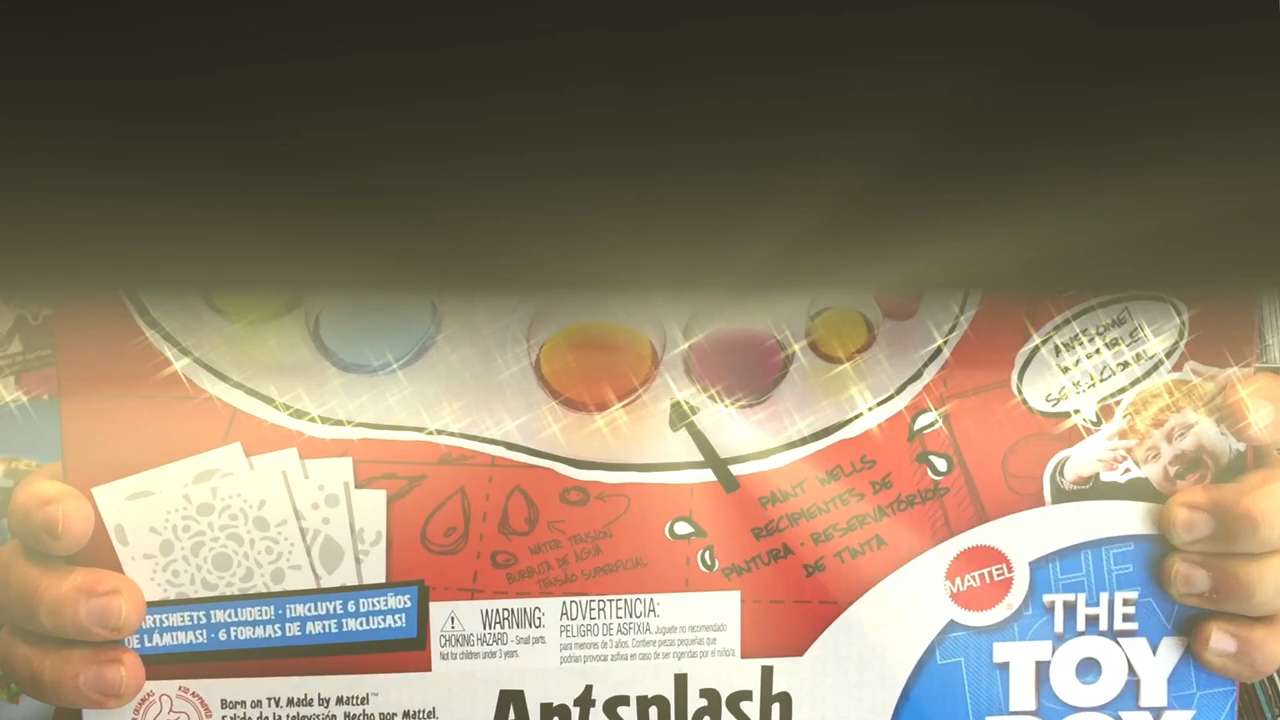 AWESOME!
INCREÍBLE!
SENSACIONAL
PAINT WELLS
RECIPIENTES DE
PINTURA · RESERVATÓRIOS
DE TINTA
WATER TENSION
BURBUJA DE AGUA
TENSÃO SUPERFICIAL
MATTEL
THE
TOY
BOX
ARTSHEETS INCLUDED! · ¡INCLUYE 6 DISEÑOS
DE LÁMINAS! · 6 FORMAS DE ARTE INCLUSAS!
WARNING:
CHOKING HAZARD – Small parts.
Not for children under 3 years.
ADVERTENCIA:
PELIGRO DE ASFIXIA. Juguete no recomendado
para menores de 3 años. Contiene piezas pequeñas que
podrían provocar asfixia en caso de ser ingeridas por el niño/a.
KID APPROVED
Born on TV. Made by Mattel™
Salido de la televisión. Hecho por Mattel.
Artsplash